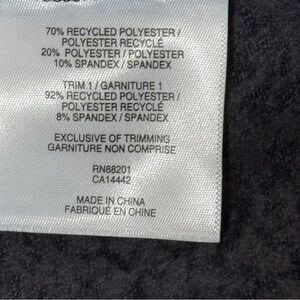 70% RECYCLED POLYESTER /
POLYESTER RECYCLÉ
20% POLYESTER / POLYESTER
10% SPANDEX / SPANDEX
TRIM 1 / GARNITURE 1
92% RECYCLED POLYESTER /
POLYESTER RECYCLÉ
8% SPANDEX / SPANDEX
EXCLUSIVE OF TRIMMING
GARNITURE NON COMPRISE
RN88201
CA14442
MADE IN CHINA
FABRIQUÉ EN CHINE